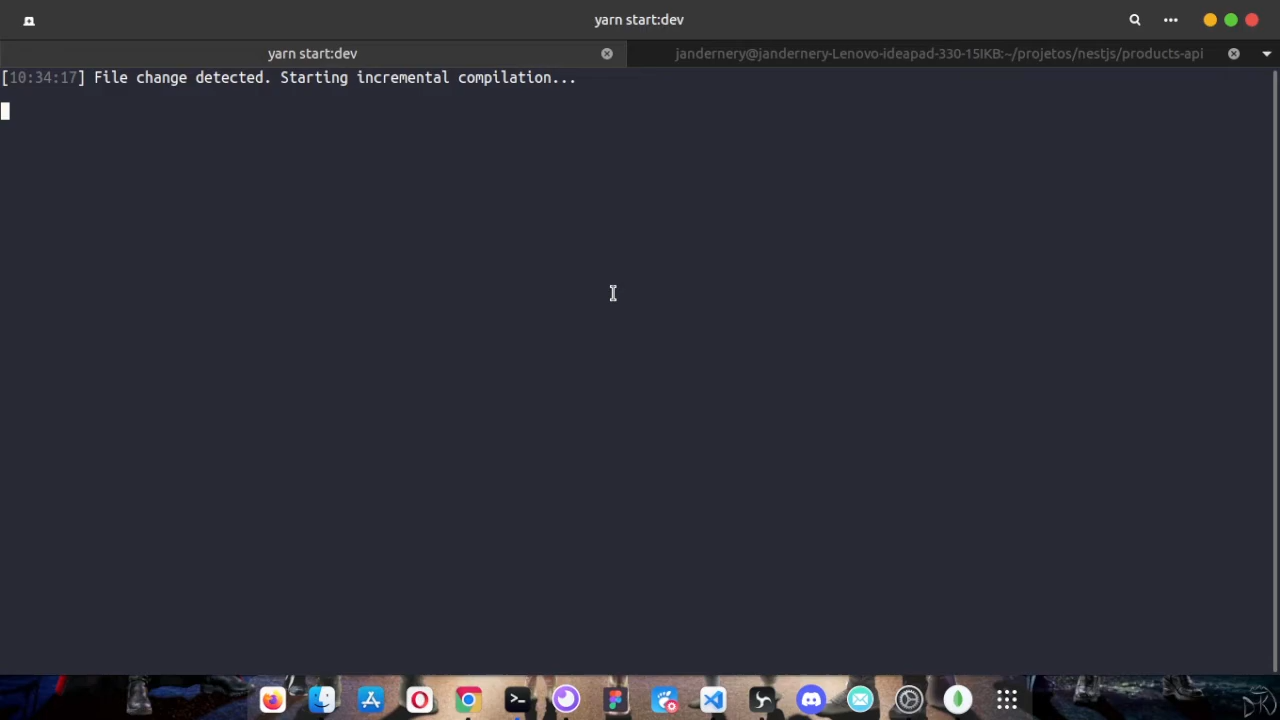 yarn start:dev
yarn start:dev
jandernery@jandernery-Lenovo-ideapad-330-15IKB:~/projetos/nestjs/products-api
[10:34:17] File change detected. Starting incremental compilation...